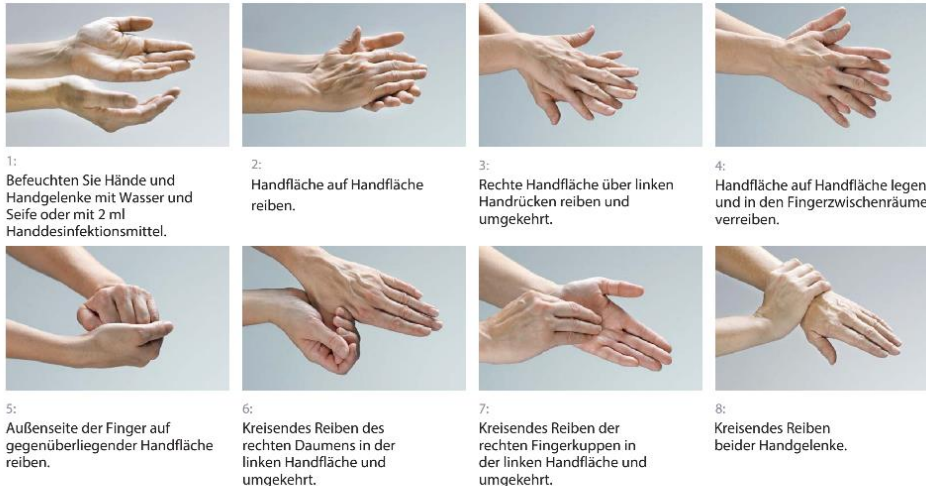 1:
Befeuchten Sie Hände und
Handgelenke mit Wasser und
Seife oder mit 2 ml
Handdesinfektionsmittel.
2:
Handfläche auf Handfläche
reiben.
3:
Rechte Handfläche über linken
Handrücken reiben und
umgekehrt.
4:
Handfläche auf Handfläche legen
und in den Fingerzwischenräume
verreiben.
5:
Außenseite der Finger auf
gegenüberliegender Handfläche
reiben.
6:
Kreisendes Reiben des
rechten Daumens in der
linken Handfläche und
umgekehrt.
7:
Kreisendes Reiben der
rechten Fingerkuppen in
der linken Handfläche und
umgekehrt.
8:
Kreisendes Reiben
beider Handgelenke.